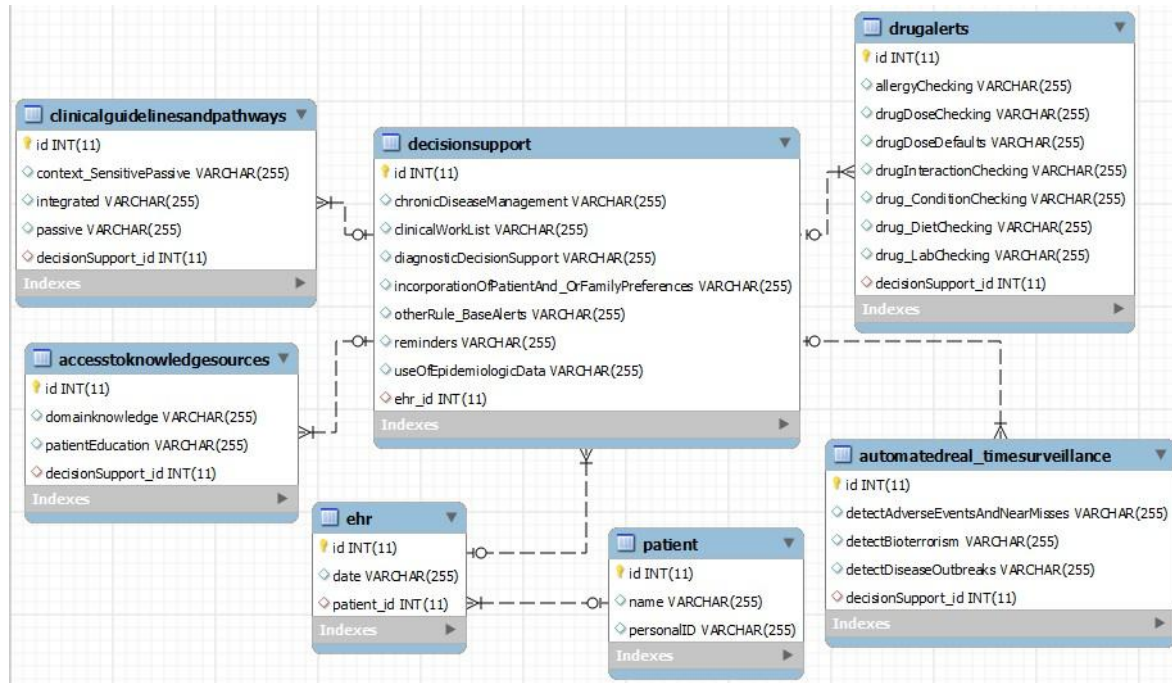 clinicalguidelinesandpathways
id INT(11)
context_SensitivePassive VARCHAR(255)
integrated VARCHAR(255)
passive VARCHAR(255)
decisionSupport_id INT(11)
Indexes
accesstoknowledgesources
id INT(11)
domainknowledge VARCHAR(255)
patientEducation VARCHAR(255)
decisionSupport_id INT(11)
Indexes
decisionsupport
id INT(11)
chronicDiseaseManagement VARCHAR(255)
clinicalWorkList VARCHAR(255)
diagnosticDecisionSupport VARCHAR(255)
incorporationOfPatientAnd_OrFamilyPreferences VARCHAR(255)
otherRule_BaseAlerts VARCHAR(255)
reminders VARCHAR(255)
useOfEpidemiologicData VARCHAR(255)
ehr_id INT(11)
Indexes
drugalerts
id INT(11)
allergyChecking VARCHAR(255)
drugDoseChecking VARCHAR(255)
drugDoseDefaults VARCHAR(255)
drugInteractionChecking VARCHAR(255)
drug_ConditionChecking VARCHAR(255)
drug_DietChecking VARCHAR(255)
drug_LabChecking VARCHAR(255)
decisionSupport_id INT(11)
Indexes
automatedreal_timesurveillance
id INT(11)
detectAdverseEventsAndNearMisses VARCHAR(255)
detectBioterrorism VARCHAR(255)
detectDiseaseOutbreaks VARCHAR(255)
decisionSupport_id INT(11)
Indexes
ehr
id INT(11)
date VARCHAR(255)
patient_id INT(11)
Indexes
patient
id INT(11)
name VARCHAR(255)
personalID VARCHAR(255)
Indexes